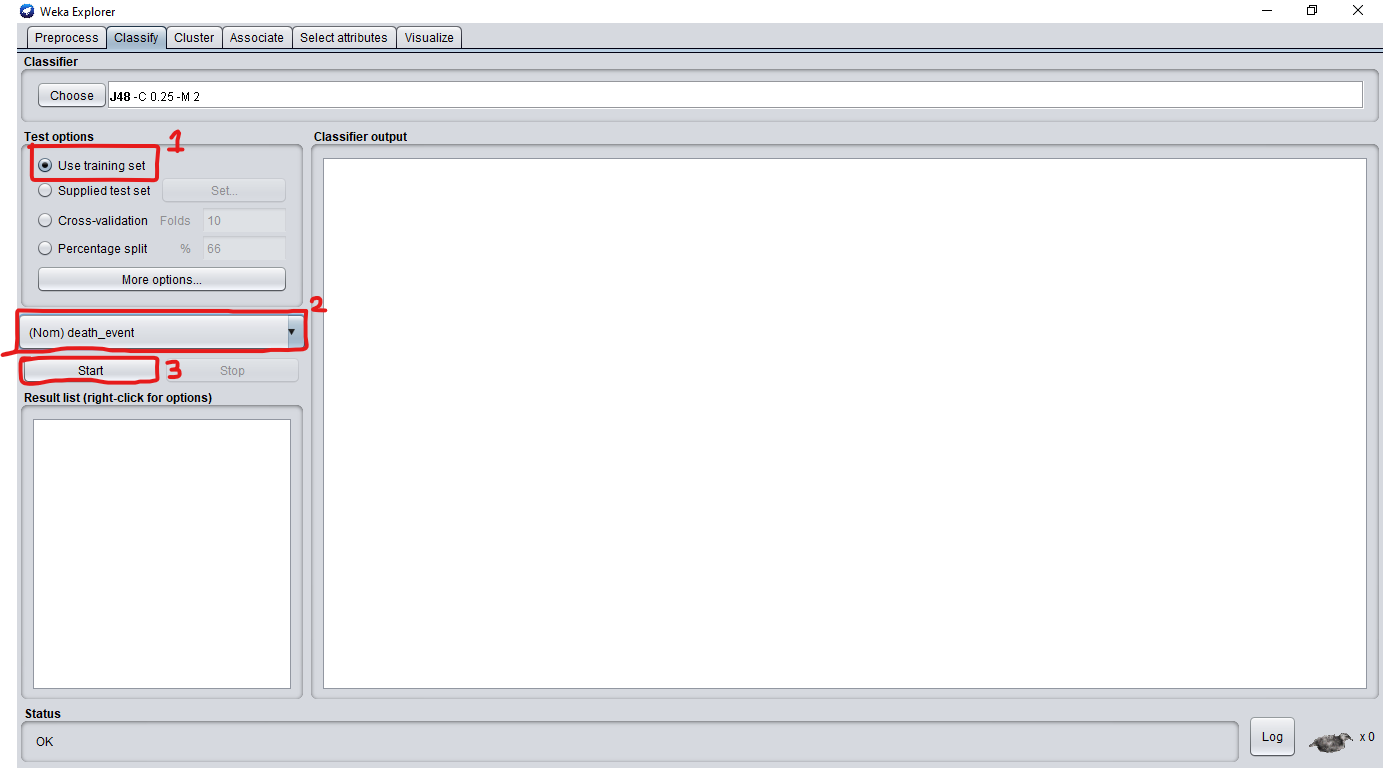 Weka Explorer
Preprocess Classify Cluster Associate Select attributes Visualize
Classifier
Choose J48 -C 0.25 -M 2
Test options 1
Use training set
Supplied test set Set...
Cross-validation Folds 10
Percentage split % 66
More options...
2
(Nom) death_event
Start 3 Stop
Result list (right-click for options)
Classifier output
Status
OK
Log x 0